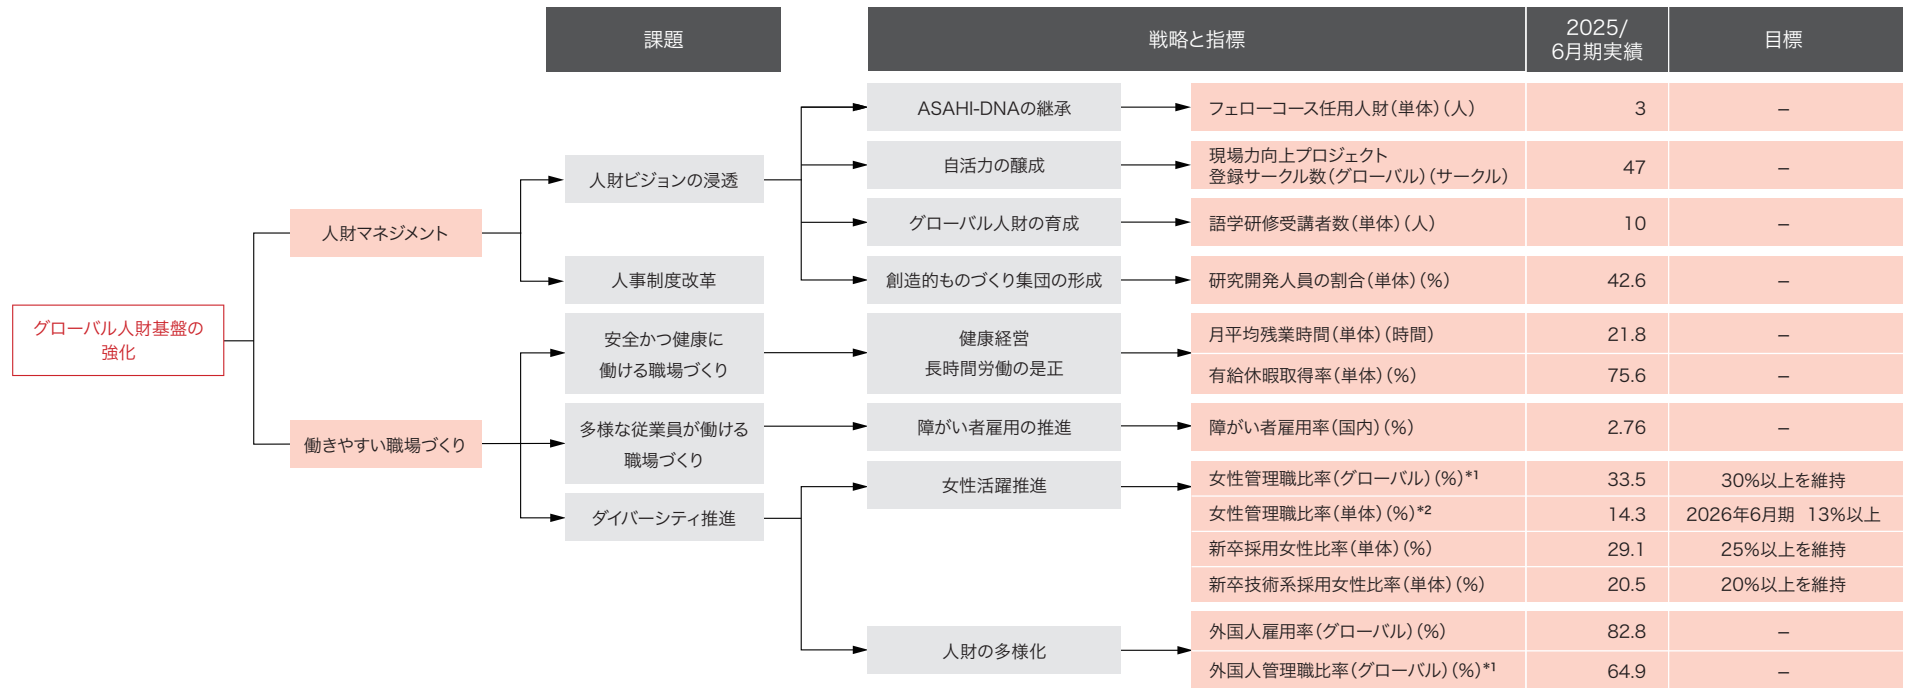 課題
戦略と指標
2025/
6月期実績
目標
グローバル人財基盤の
強化
人財マネジメント
働きやすい職場づくり
人財ビジョンの浸透
人事制度改革
安全かつ健康に
働ける職場づくり
多様な従業員が働ける
職場づくり
ダイバーシティ推進
ASAHI-DNAの継承
フェローコース任用人財(単体)(人)
3
–
自活力の醸成
現場力向上プロジェクト
登録サークル数(グローバル)(サークル)
47
–
グローバル人財の育成
語学研修受講者数(単体)(人)
10
–
創造的ものづくり集団の形成
研究開発人員の割合(単体)(%)
42.6
–
健康経営
長時間労働の是正
月平均残業時間(単体)(時間)
21.8
–
有給休暇取得率(単体)(%)
75.6
–
障がい者雇用の推進
障がい者雇用率(国内)(%)
2.76
–
女性活躍推進
女性管理職比率(グローバル)(%)*1
33.5
30%以上を維持
女性管理職比率(単体)(%)*2
14.3
2026年6月期 13%以上
新卒採用女性比率(単体)(%)
29.1
25%以上を維持
新卒技術系採用女性比率(単体)(%)
20.5
20%以上を維持
人財の多様化
外国人雇用率(グローバル)(%)
82.8
–
外国人管理職比率(グローバル)(%)*1
64.9
–